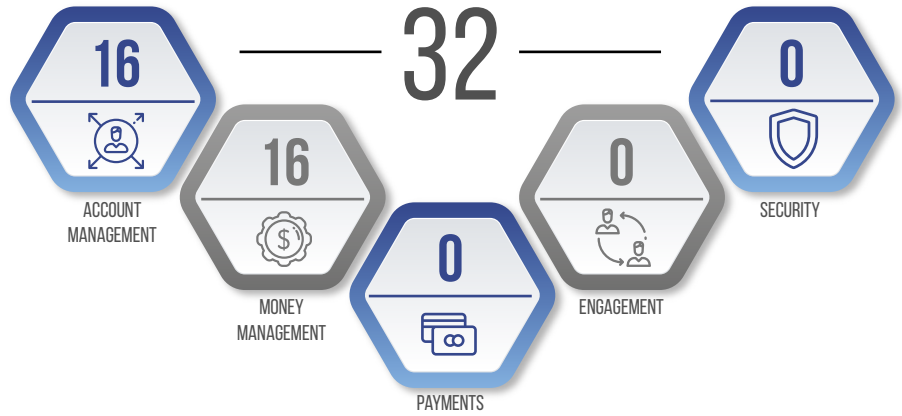 32
16
ACCOUNT
MANAGEMENT
16
$
MONEY
MANAGEMENT
0
PAYMENTS
0
ENGAGEMENT
0
SECURITY